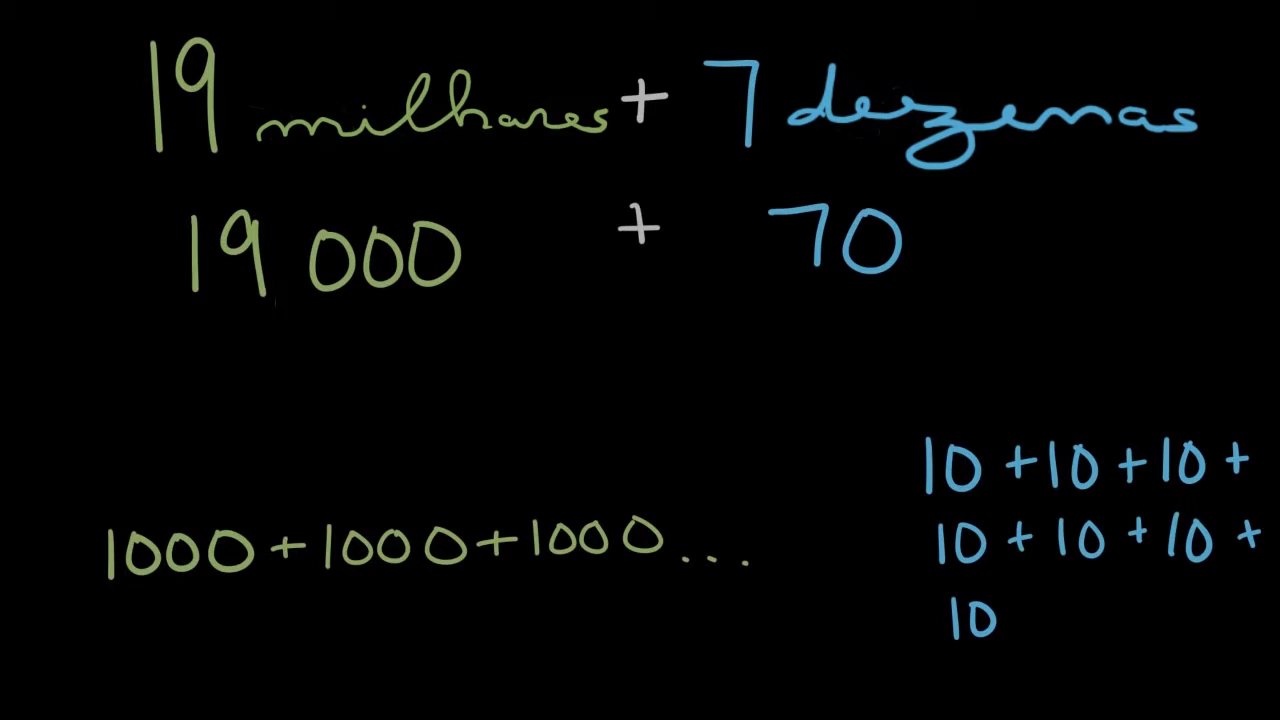 19 milhares + 7 dezenas
19 000 + 70
10 + 10 + 10 +
1000 + 1000 + 1000 ... 10 + 10 + 10 +
10